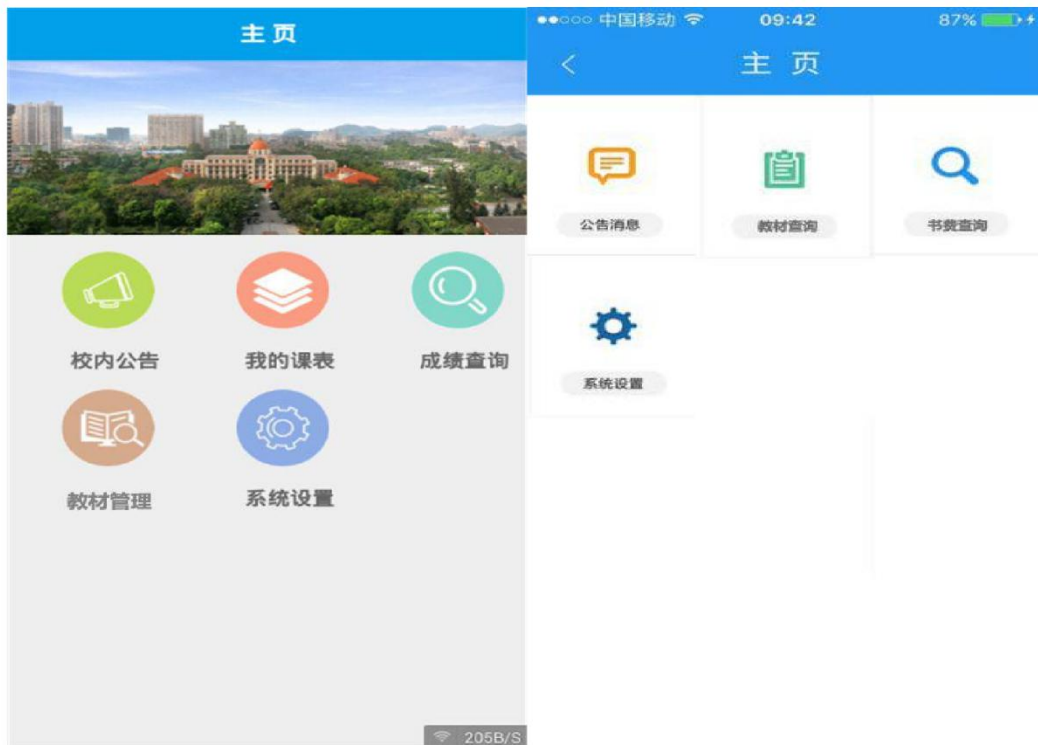 主页
校内公告
我的课表
成绩查询
教材管理
系统设置
205B/S
中国移动 09:42 87%
主 页
公告消息
教材查询
书费查询
系统设置